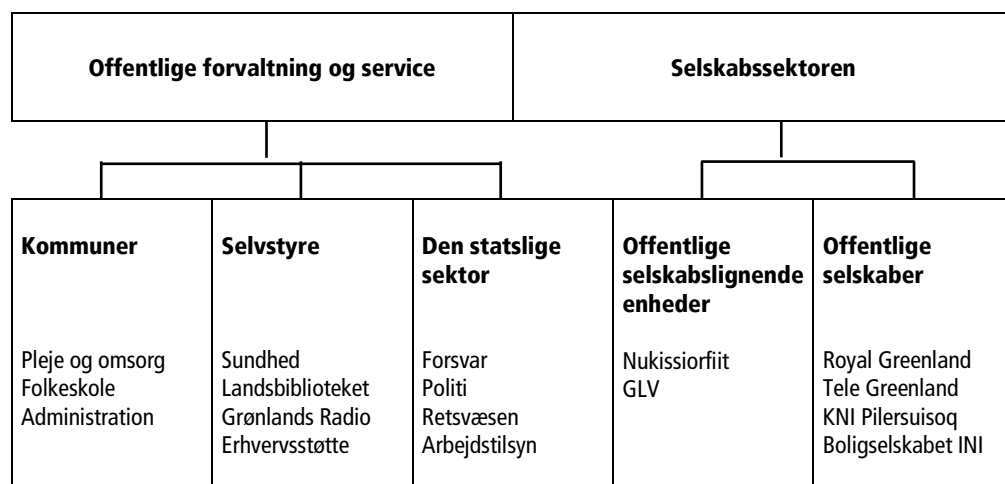 Offentlige forvaltning og service
Selskabssektoren
Kommuner
Pleje og omsorg
Folkeskole
Administration
Selvstyre
Sundhed
Landsbiblioteket
Grønlands Radio
Erhvervsstøtte
Den statslige
sektor
Forsvar
Politi
Retsvæsen
Arbejdstilsyn
Offentlige
selskabslignende
enheder
Nukissiorfiit
GLV
Offentlige
selskaber
Royal Greenland
Tele Greenland
KNI Pilersuisoq
Boligselskabet INI